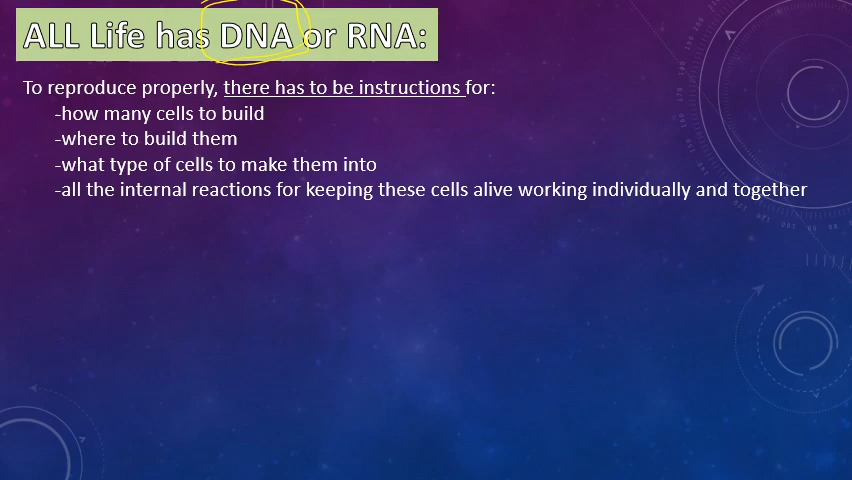 ALL Life has DNA or RNA:
To reproduce properly, there has to be instructions for:
-how many cells to build
-where to build them
-what type of cells to make them into
-all the internal reactions for keeping these cells alive working individually and together